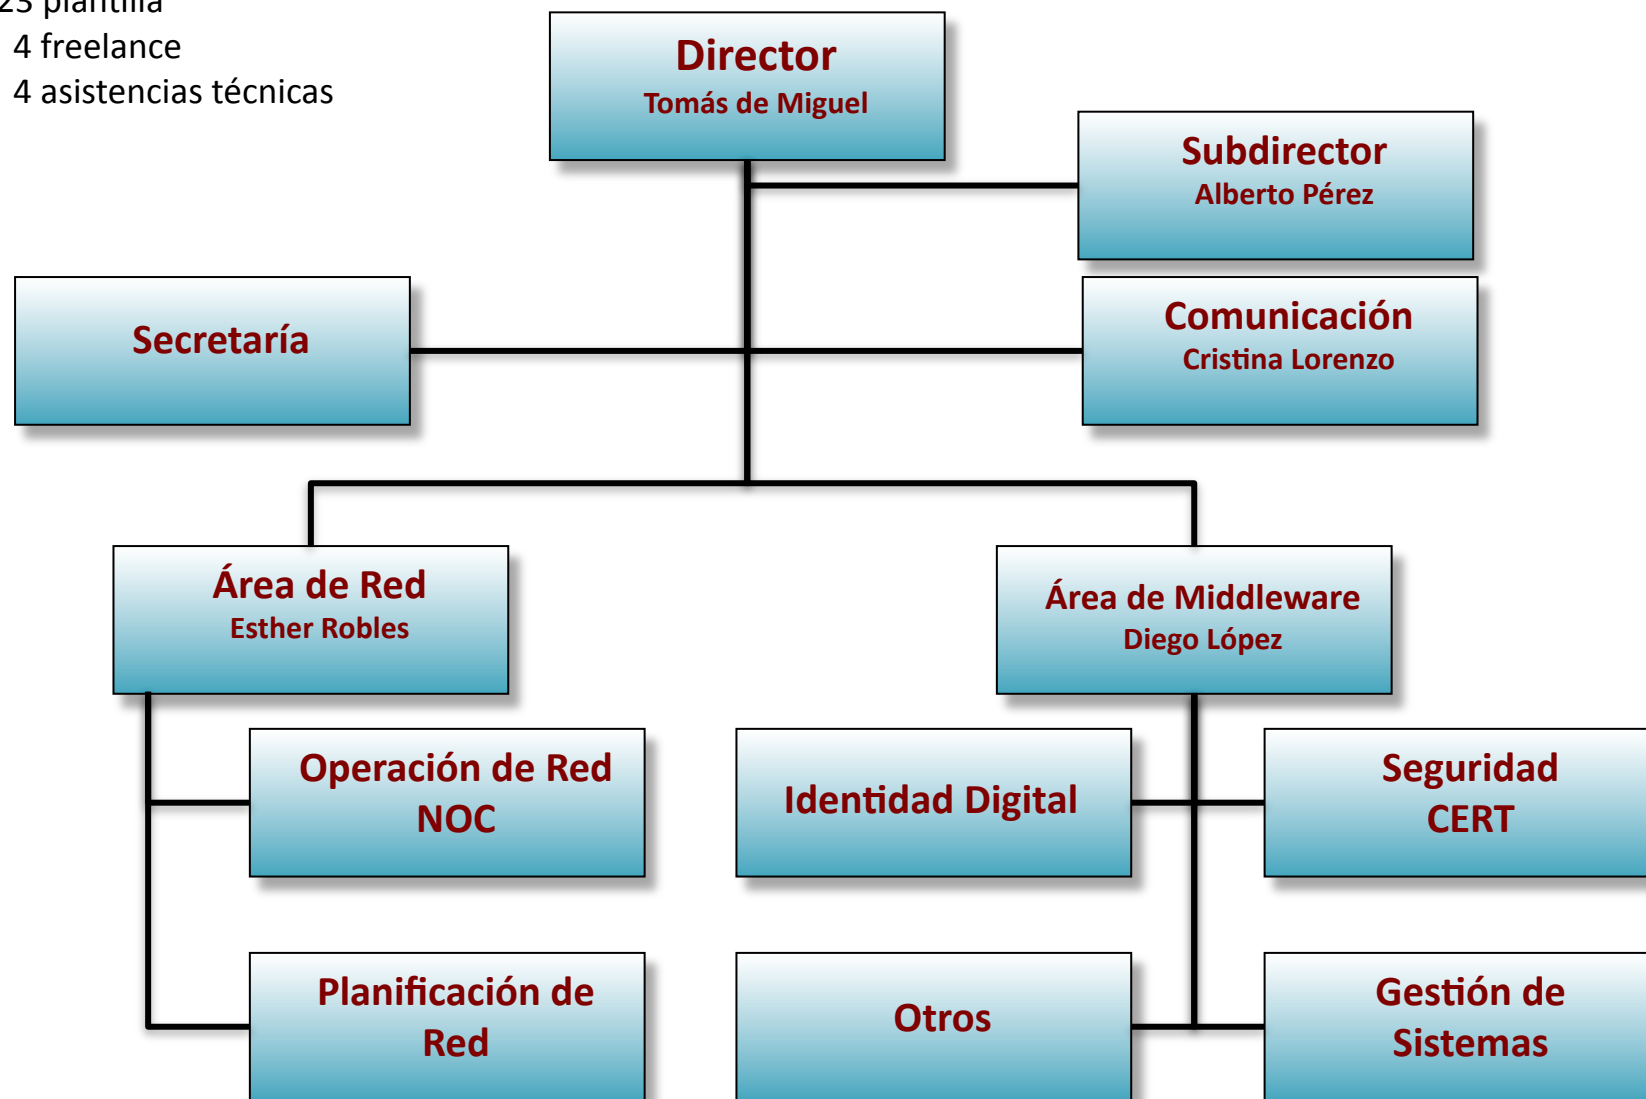 23 plantilla
4 freelance
4 asistencias técnicas
Director
Tomás de Miguel
Subdirector
Alberto Pérez
Secretaría
Comunicación
Cristina Lorenzo
Área de Red
Esther Robles
Área de Middleware
Diego López
Operación de Red
NOC
Identidad Digital
Seguridad
CERT
Planificación de
Red
Otros
Gestión de
Sistemas